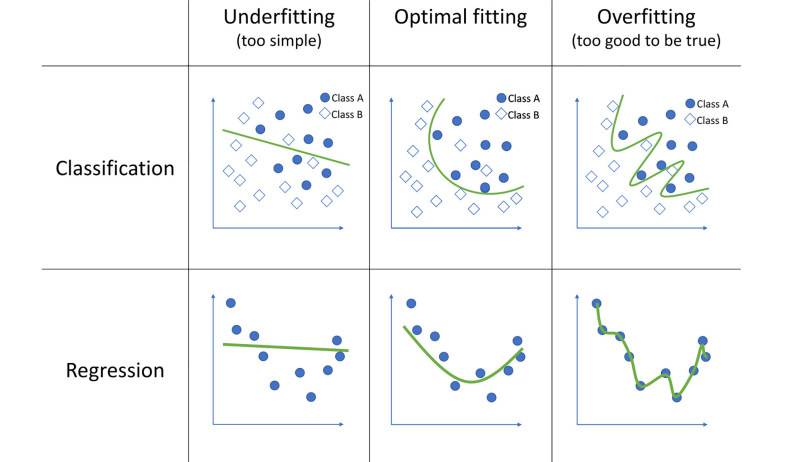 Underfitting
(too simple)
Optimal fitting
Overfitting
(too good to be true)
Classification
Class A
Class B
Class A
Class B
Class A
Class B
Regression